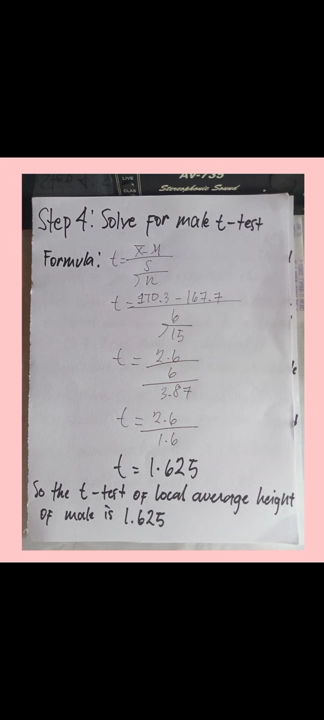 AV-735
Stereophonic Sound
Step 4: Solve for male t-test
Formula: t = X-M / S/√n
t = 170.3 - 167.7 / 6/√15
t = 2.6 / 6/3.87
t = 2.6 / 1.6
t = 1.625
So the t-test of local average height
of male is 1.625